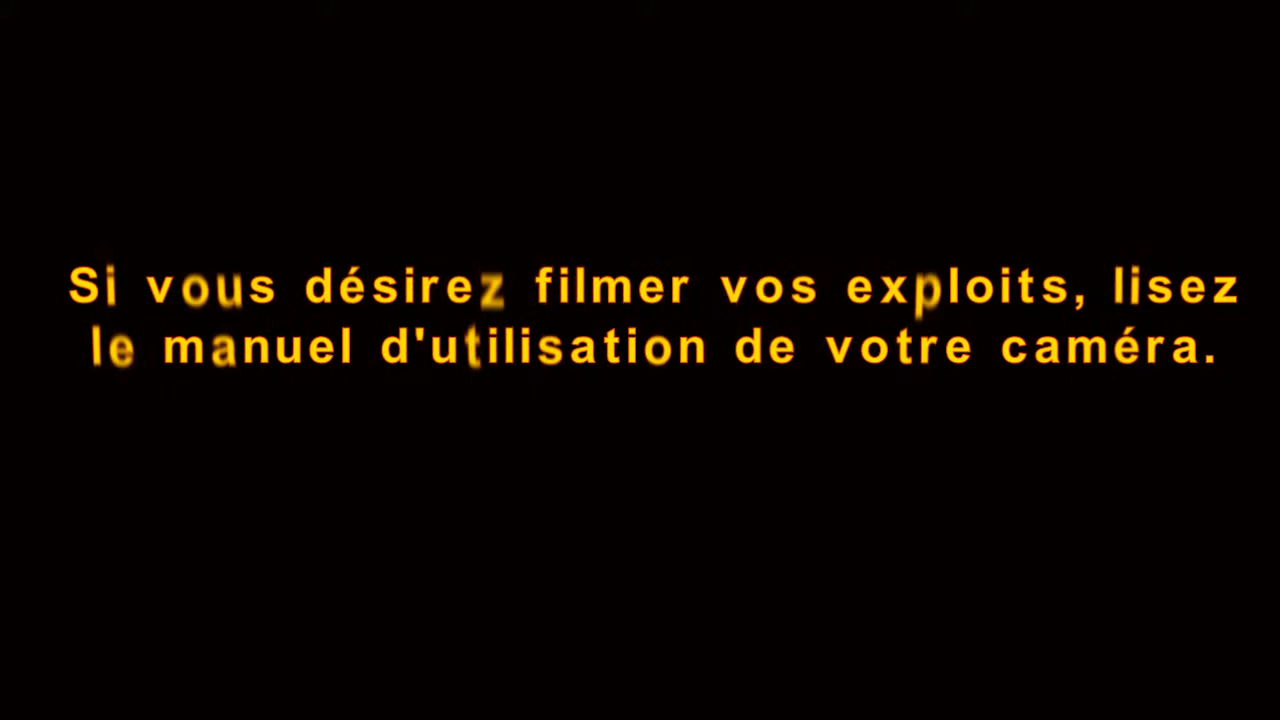 Si vous désirez filmer vos exploits, lisez
le manuel d'utilisation de votre caméra.